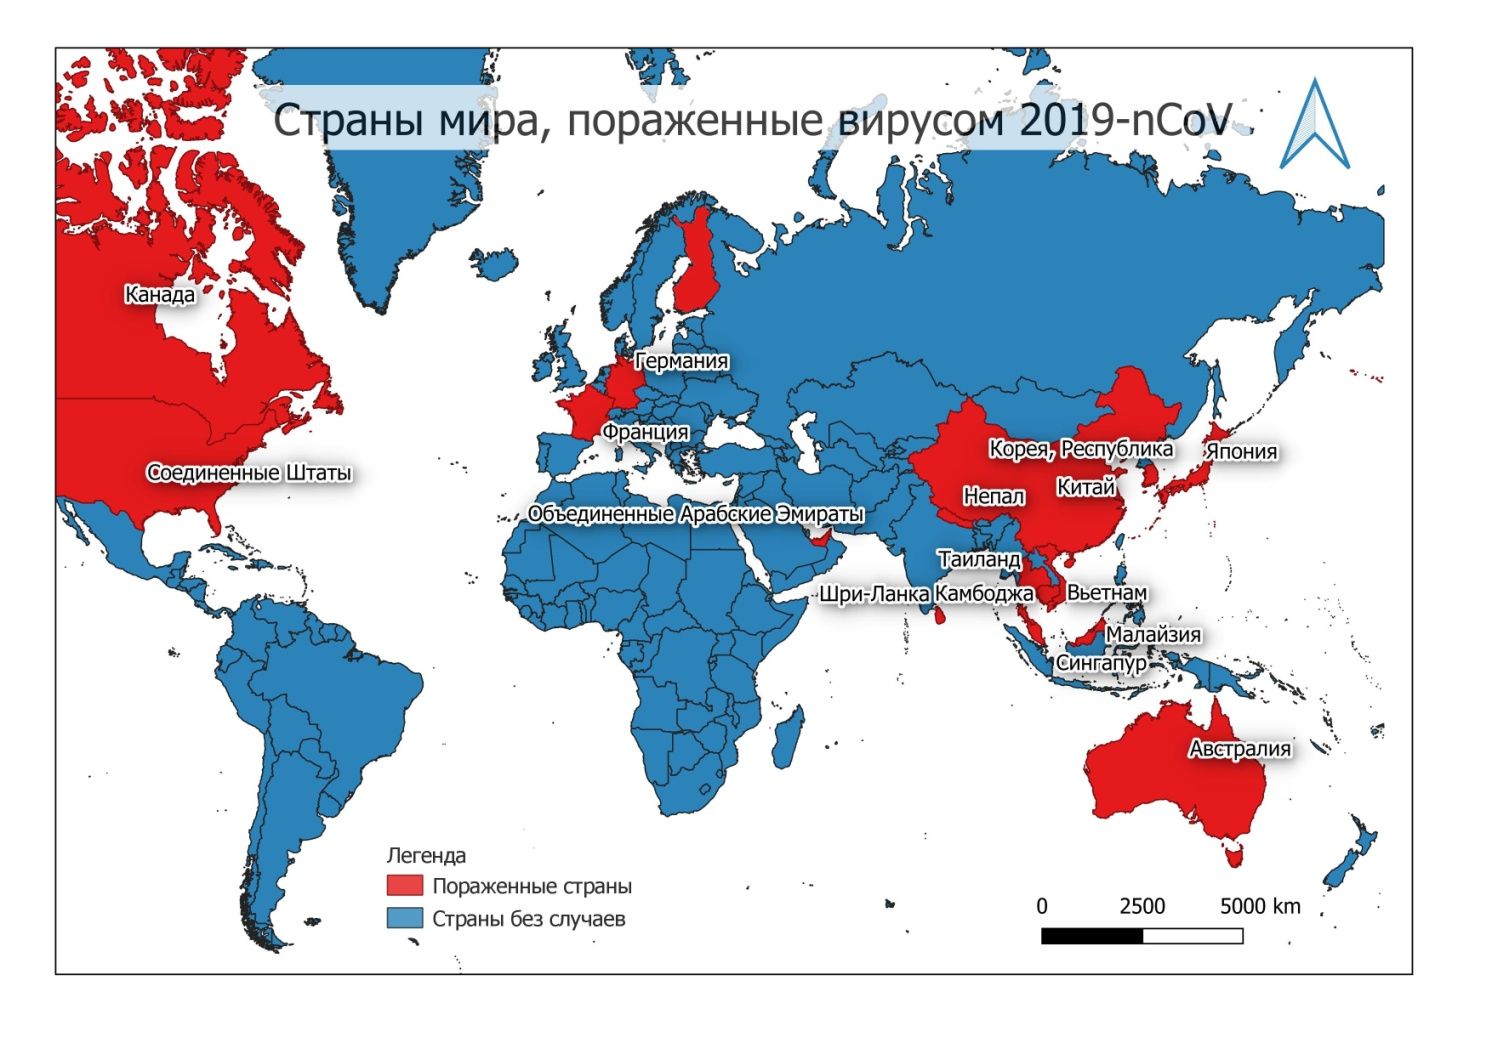 Страны мира, пораженные вирусом 2019-nCoV
Канада
Германия
Франция
Корея, Республика
Япония
Соединенные Штаты
Непал
Китай
Объединенные Арабские Эмираты
Таиланд
Шри-Ланка
Камбоджа
Вьетнам
Малайзия
Сингапур
Австралия
Легенда
Пораженные страны
Страны без случаев
0 2500 5000 km